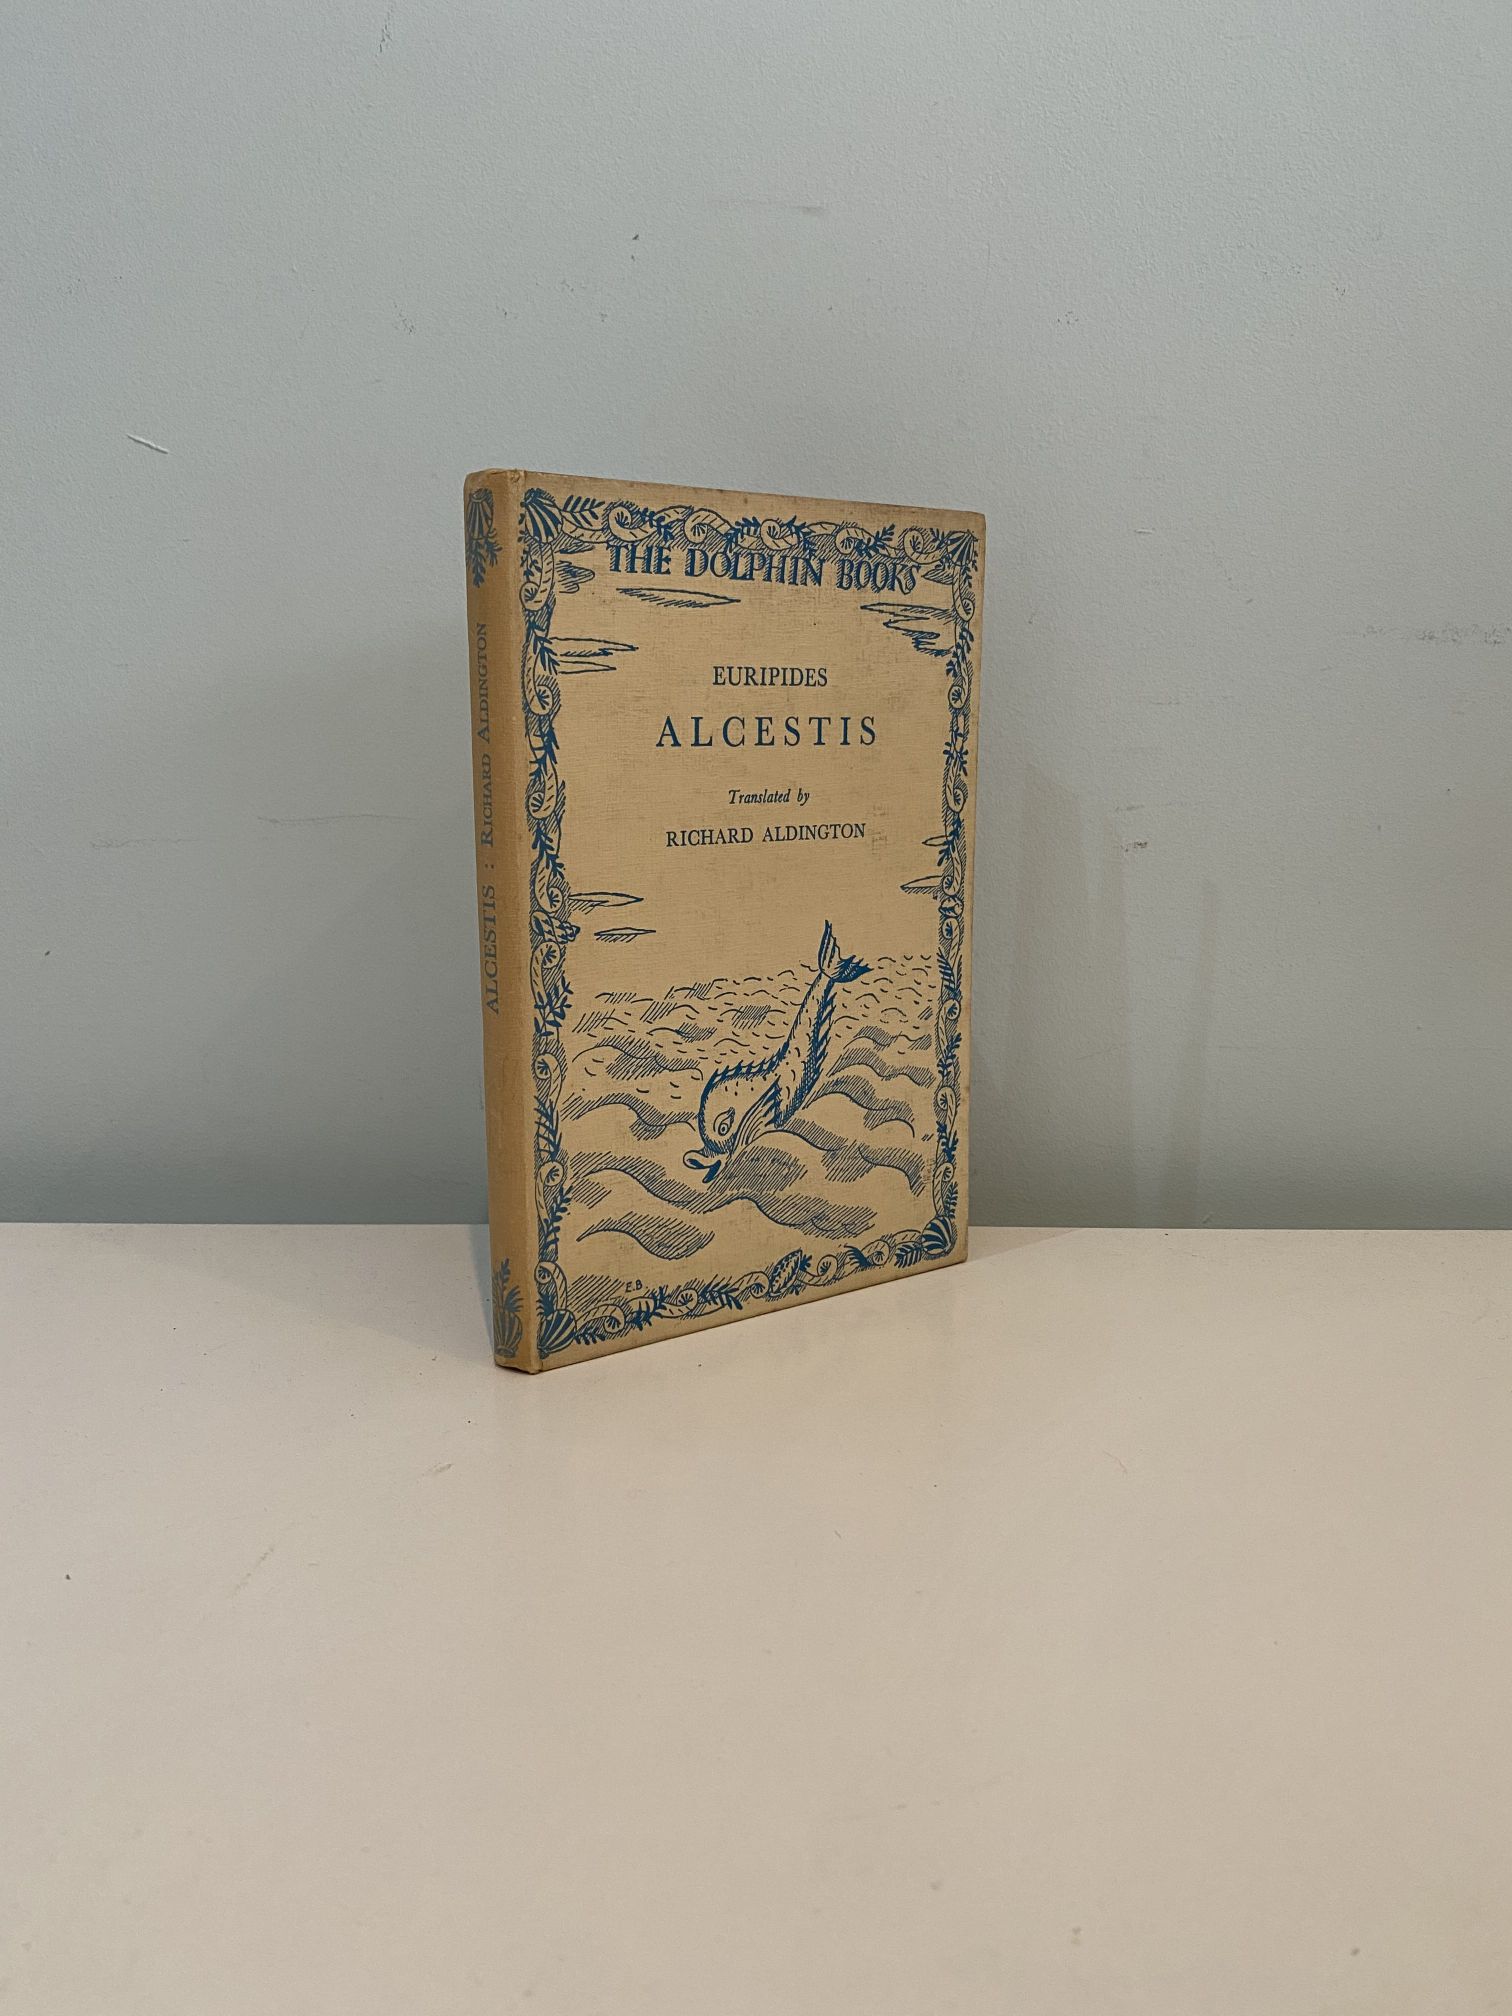 THE DOLPHIN BOOKS
EURIPIDES
ALCESTIS
Translated by
RICHARD ALDINGTON
E.B.
ALCESTIS : RICHARD ALDINGTON